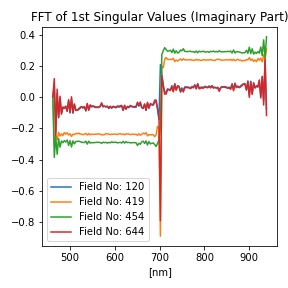 FFT of 1st Singular Values (Imaginary Part)
0.4
0.2
0.0
−0.2
−0.4
−0.6
−0.8
Field No: 120
Field No: 419
Field No: 454
Field No: 644
500 600 700 800 900
[nm]